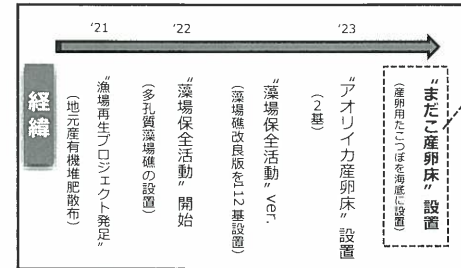 '21
'22
'23
経緯
“漁場再生プロジェクト発足”
（地元産有機堆肥散布）
“藻場保全活動” 開始
（多孔質藻場礁の設置）
“藻場保全活動” ver.
（藻場礁改良版を112基設置）
“アオリイカ産卵床” 設置
（2基）
“まだこ産卵床” 設置
（産卵用たこつぼを海底に設置）